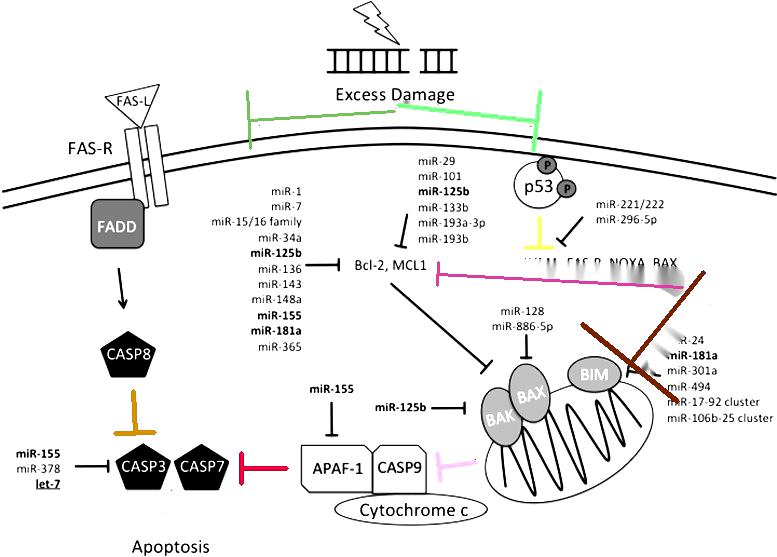 Excess Damage
FAS-L
FAS-R
FADD
CASP8
miR-1
miR-7
miR-15/16 family
miR-34a
miR-125b
miR-136
miR-143
miR-148a
miR-155
miR-181a
miR-365
miR-29
miR-101
miR-125b
miR-133b
miR-193a-3p
miR-193b
Bcl-2, MCL1
P
p53
P
miR-221/222
miR-296-5p
FAS-R NOXA BAX
miR-128
miR-886-5p
BAK
BAX
BIM
-24
miR-181a
miR-301a
miR-494
miR-17-92 cluster
miR-106b-25 cluster
miR-155
miR-125b
miR-155
miR-378
let-7
CASP3
CASP7
APAF-1
CASP9
Cytochrome c
Apoptosis